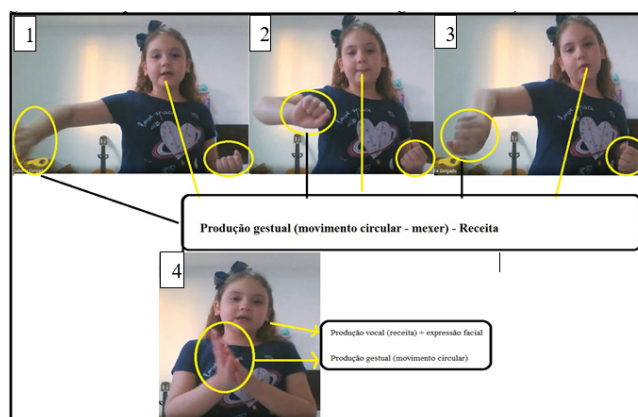 1
2
3
Produção gestual (movimento circular - mexer) - Receita
4
Produção vocal (receita) + expressão facial
Produção gestual (movimento circular)